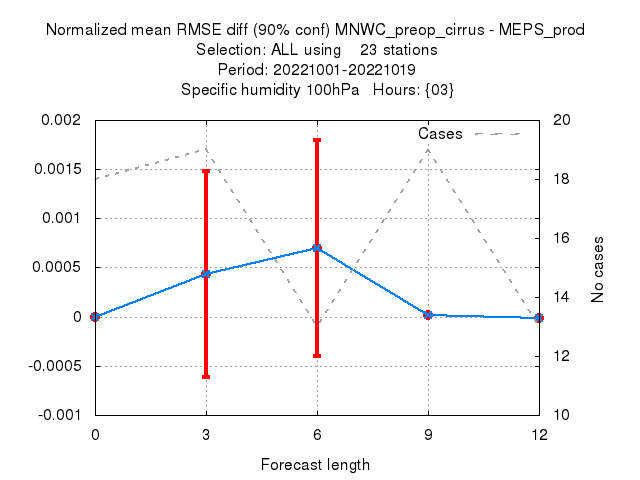 Normalized mean RMSE diff (90% conf) MNWC_preop_cirrus - MEPS_prod
Selection: ALL using 23 stations
Period: 20221001-20221019
Specific humidity 100hPa Hours: {03}
0.002
0.0015
0.001
0.0005
0
-0.0005
-0.001
Cases
20
18
16
14
12
10
No cases
0 3 6 9 12
Forecast length